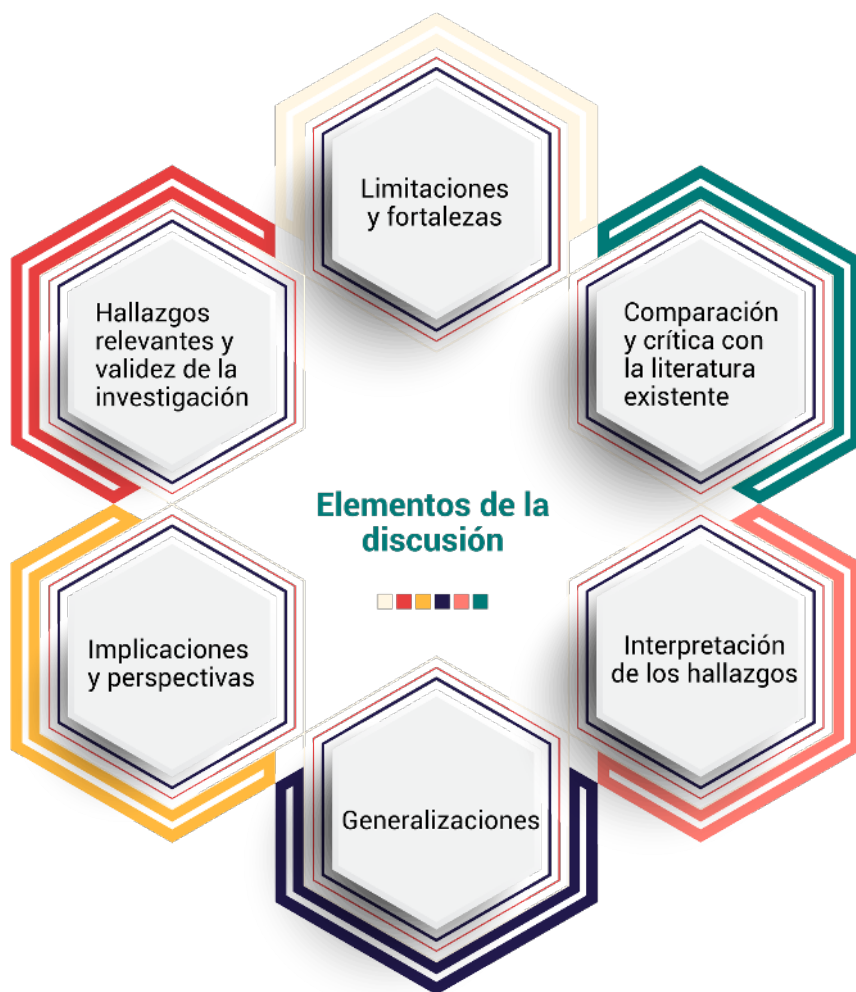 Limitaciones
y fortalezas
Hallazgos
relevantes y
validez de la
investigación
Comparación
y crítica con
la literatura
existente
Elementos de la
discusión
Implicaciones
y perspectivas
Interpretación
de los hallazgos
Generalizaciones